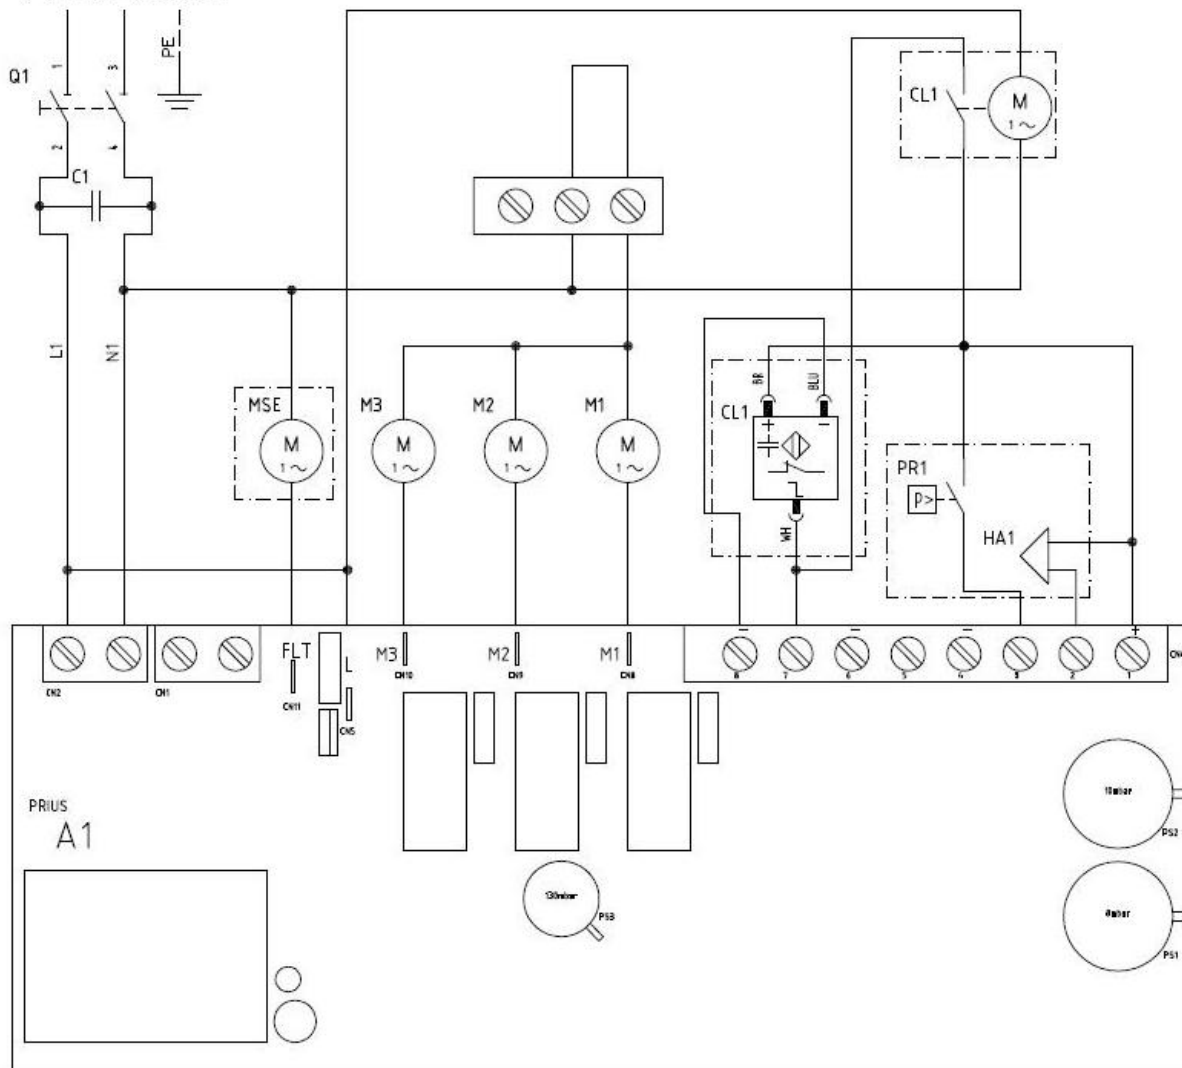 PE
Q1
1
3
2
4
C1
CL1
M
1 ~
L1
N1
BR
BLU
CL1
+
−
WH
MSE
M3
M2
M1
M
1 ~
M
1 ~
M
1 ~
M
1 ~
PR1
P>
HA1
FLT
L
M3
M2
M1
− − − +
CN2
CN1
CN11
CN5
CN10
CN9
CN8
8 7 6 5 4 3 2 1
CN4
PRIUS
A1
10mbar
PS2
130mbar
PS3
PS1